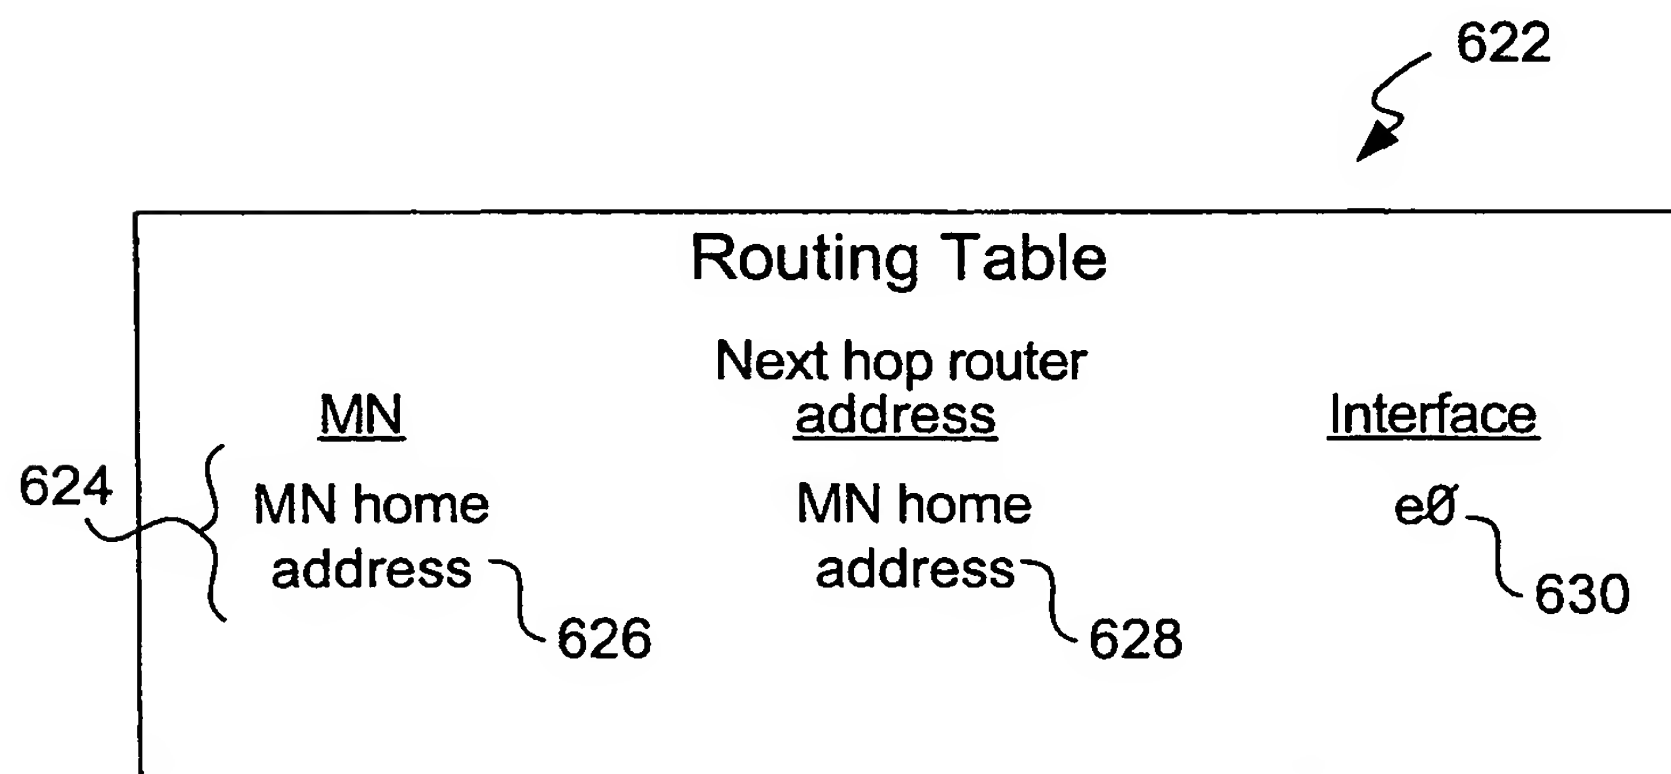 622
Routing Table
Next hop router
MN address Interface
624 MN home MN home eØ
address address 630
626 628